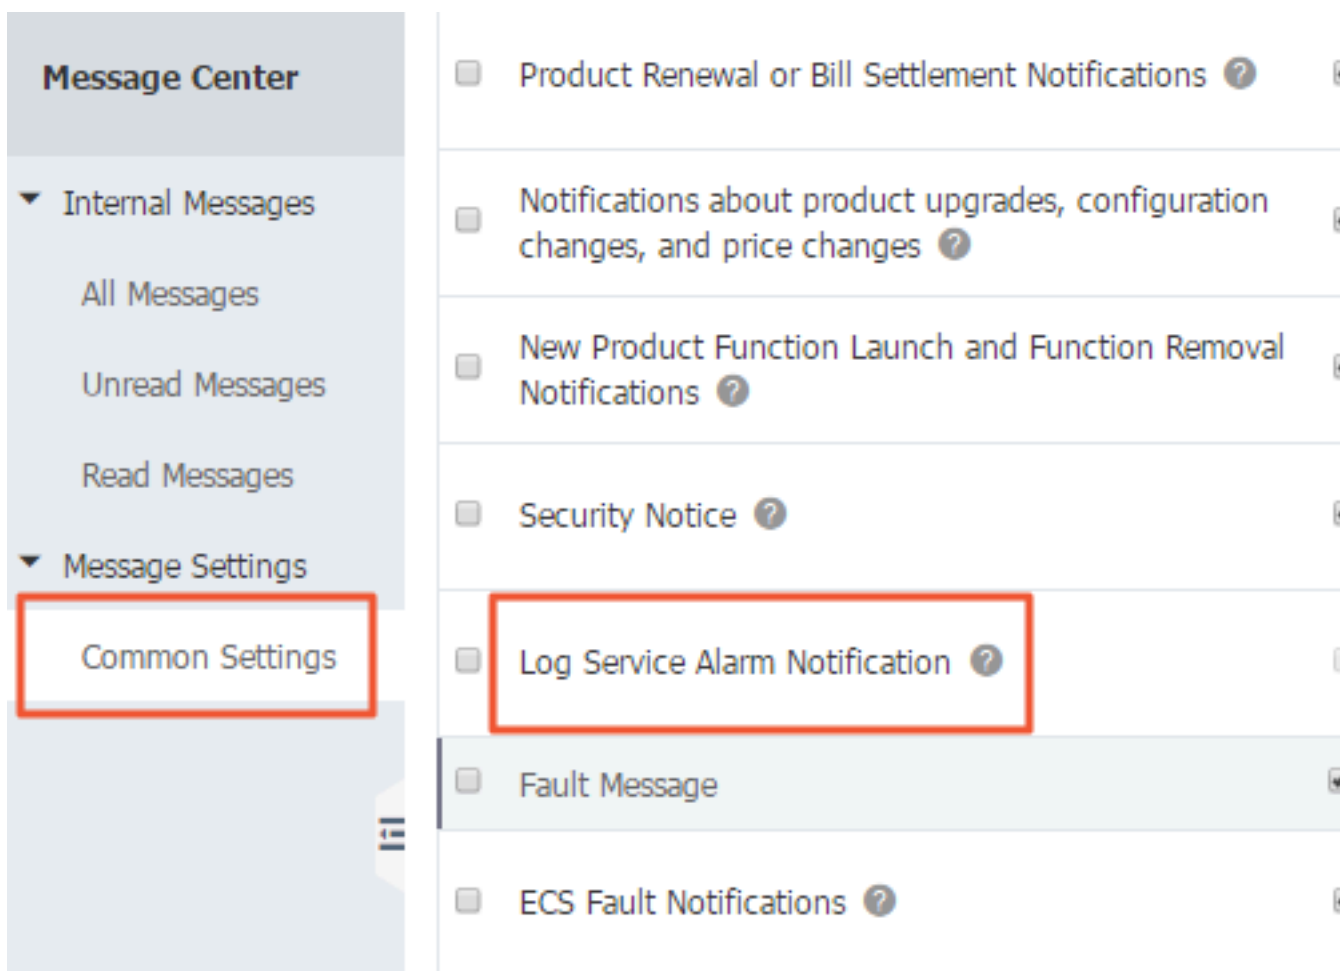 Message Center
Internal Messages
All Messages
Unread Messages
Read Messages
Message Settings
Common Settings
Product Renewal or Bill Settlement Notifications ?
Notifications about product upgrades, configuration
changes, and price changes ?
New Product Function Launch and Function Removal
Notifications ?
Security Notice ?
Log Service Alarm Notification ?
Fault Message
ECS Fault Notifications ?